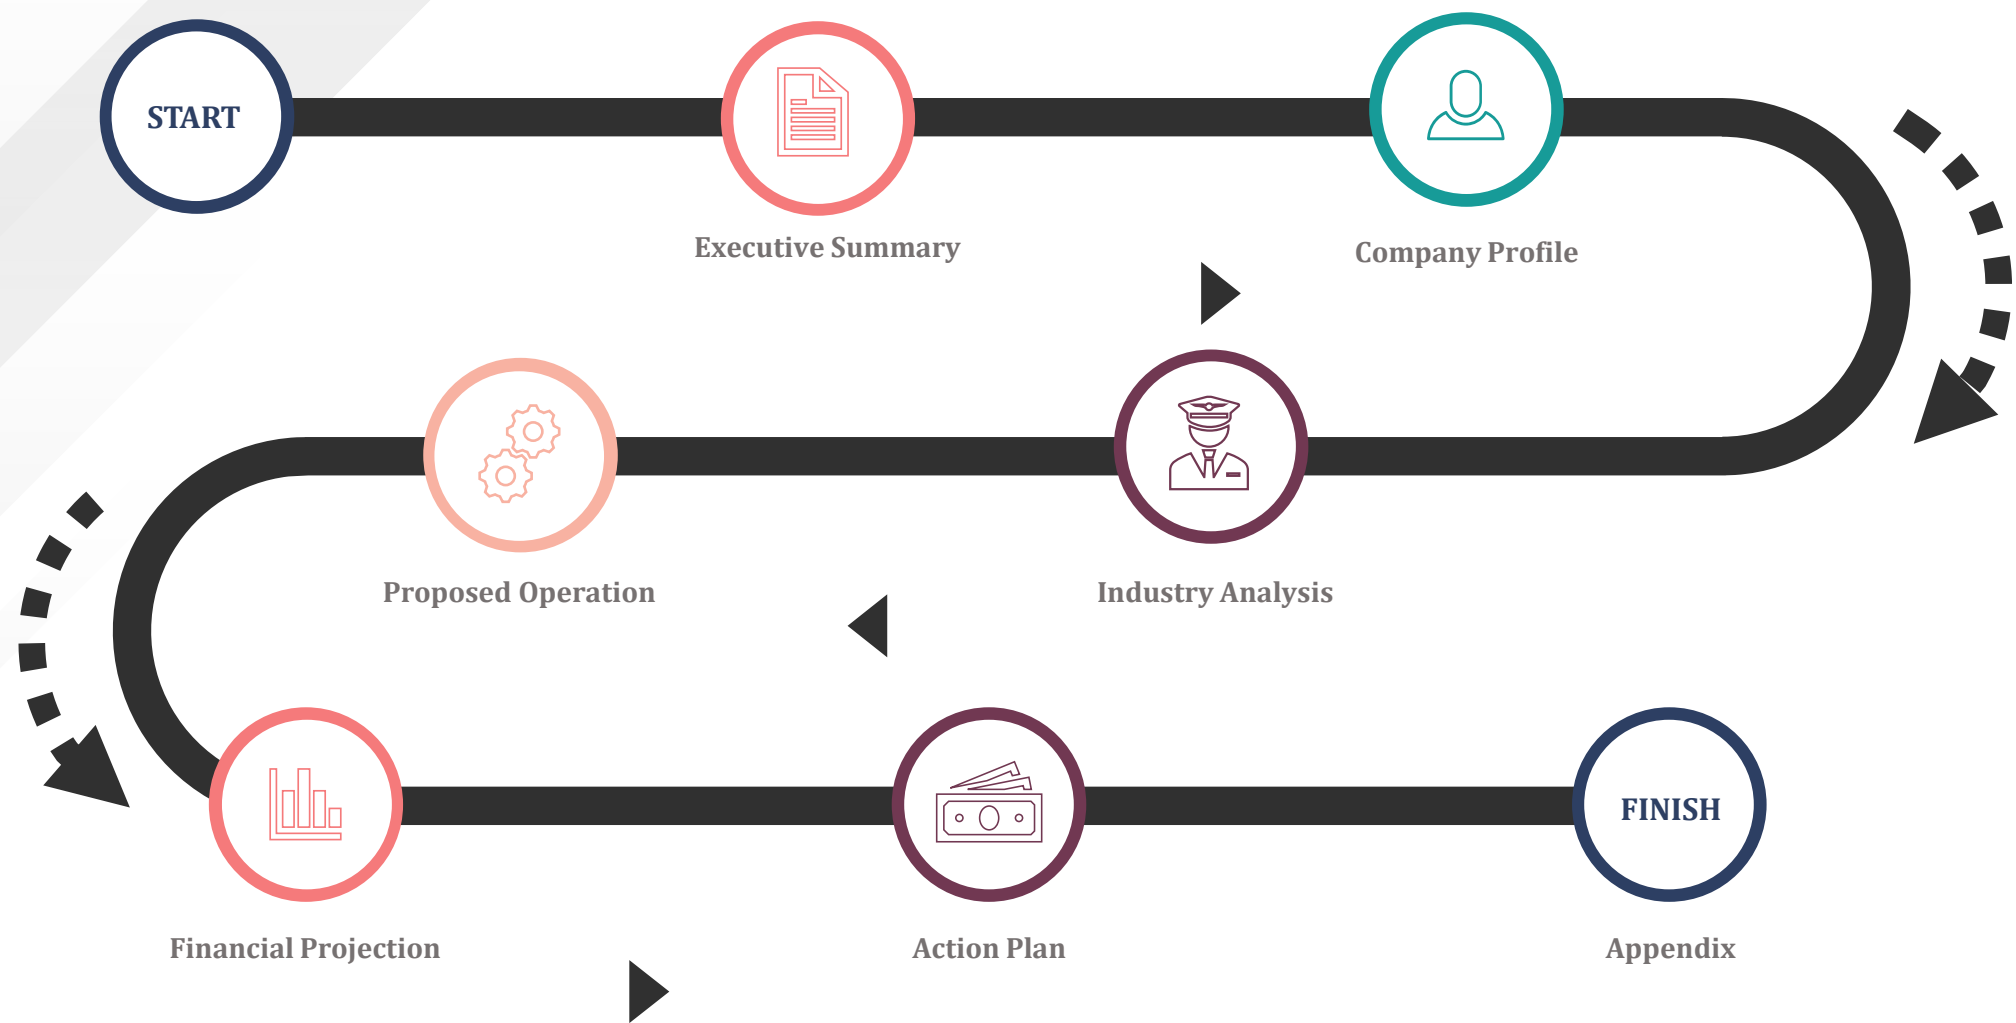 START
Executive Summary
Company Profile
Proposed Operation
Industry Analysis
FINISH
Financial Projection
Action Plan
Appendix